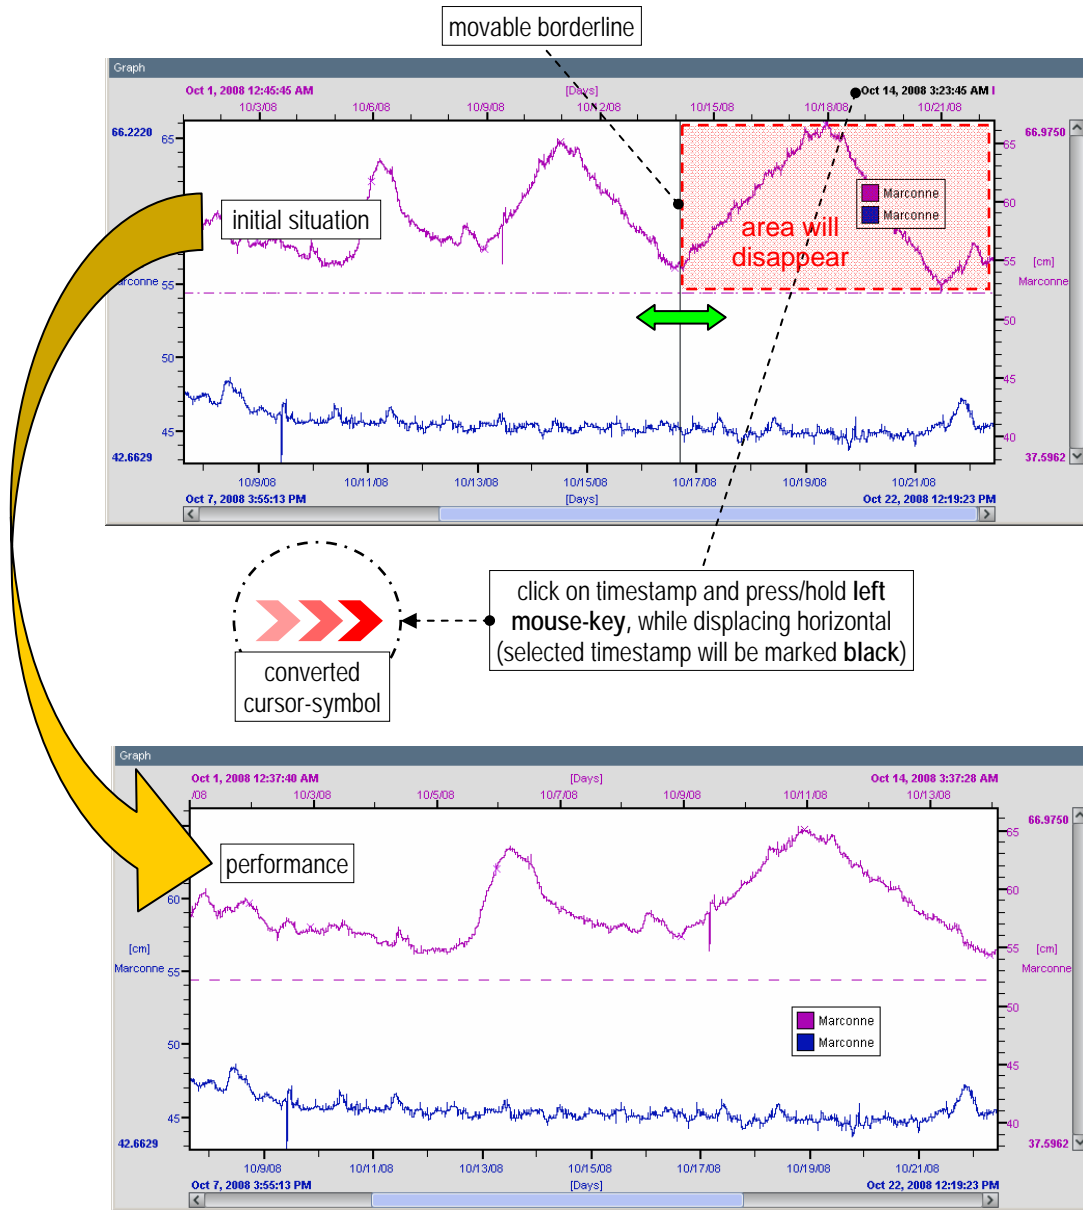 movable borderline
Graph
Oct 1, 2008 12:45:45 AM
[Days]
Oct 14, 2008 3:23:45 AM
10/3/08 10/6/08 10/9/08 10/12/08 10/15/08 10/18/08 10/21/08
66.2220
65
66.9750
65
Marconne
Marconne
initial situation
60
area will
disappear
55
[cm]
Marconne
Marconne
55
50
50
45
45
40
42.6629
37.5962
10/9/08 10/11/08 10/13/08 10/15/08 10/17/08 10/19/08 10/21/08
Oct 7, 2008 3:55:13 PM
[Days]
Oct 22, 2008 12:19:23 PM
click on timestamp and press/hold left
mouse-key, while displacing horizontal
(selected timestamp will be marked black)
converted
cursor-symbol
Graph
Oct 1, 2008 12:37:40 AM
[Days]
Oct 14, 2008 3:37:28 AM
/08 10/3/08 10/5/08 10/7/08 10/9/08 10/11/08 10/13/08
66.9750
65
performance
60
60
[cm]
Marconne
55
55
[cm]
Marconne
50
50
Marconne
Marconne
45
45
40
42.6629
37.5962
10/9/08 10/11/08 10/13/08 10/15/08 10/17/08 10/19/08 10/21/08
Oct 7, 2008 3:55:13 PM
[Days]
Oct 22, 2008 12:19:23 PM